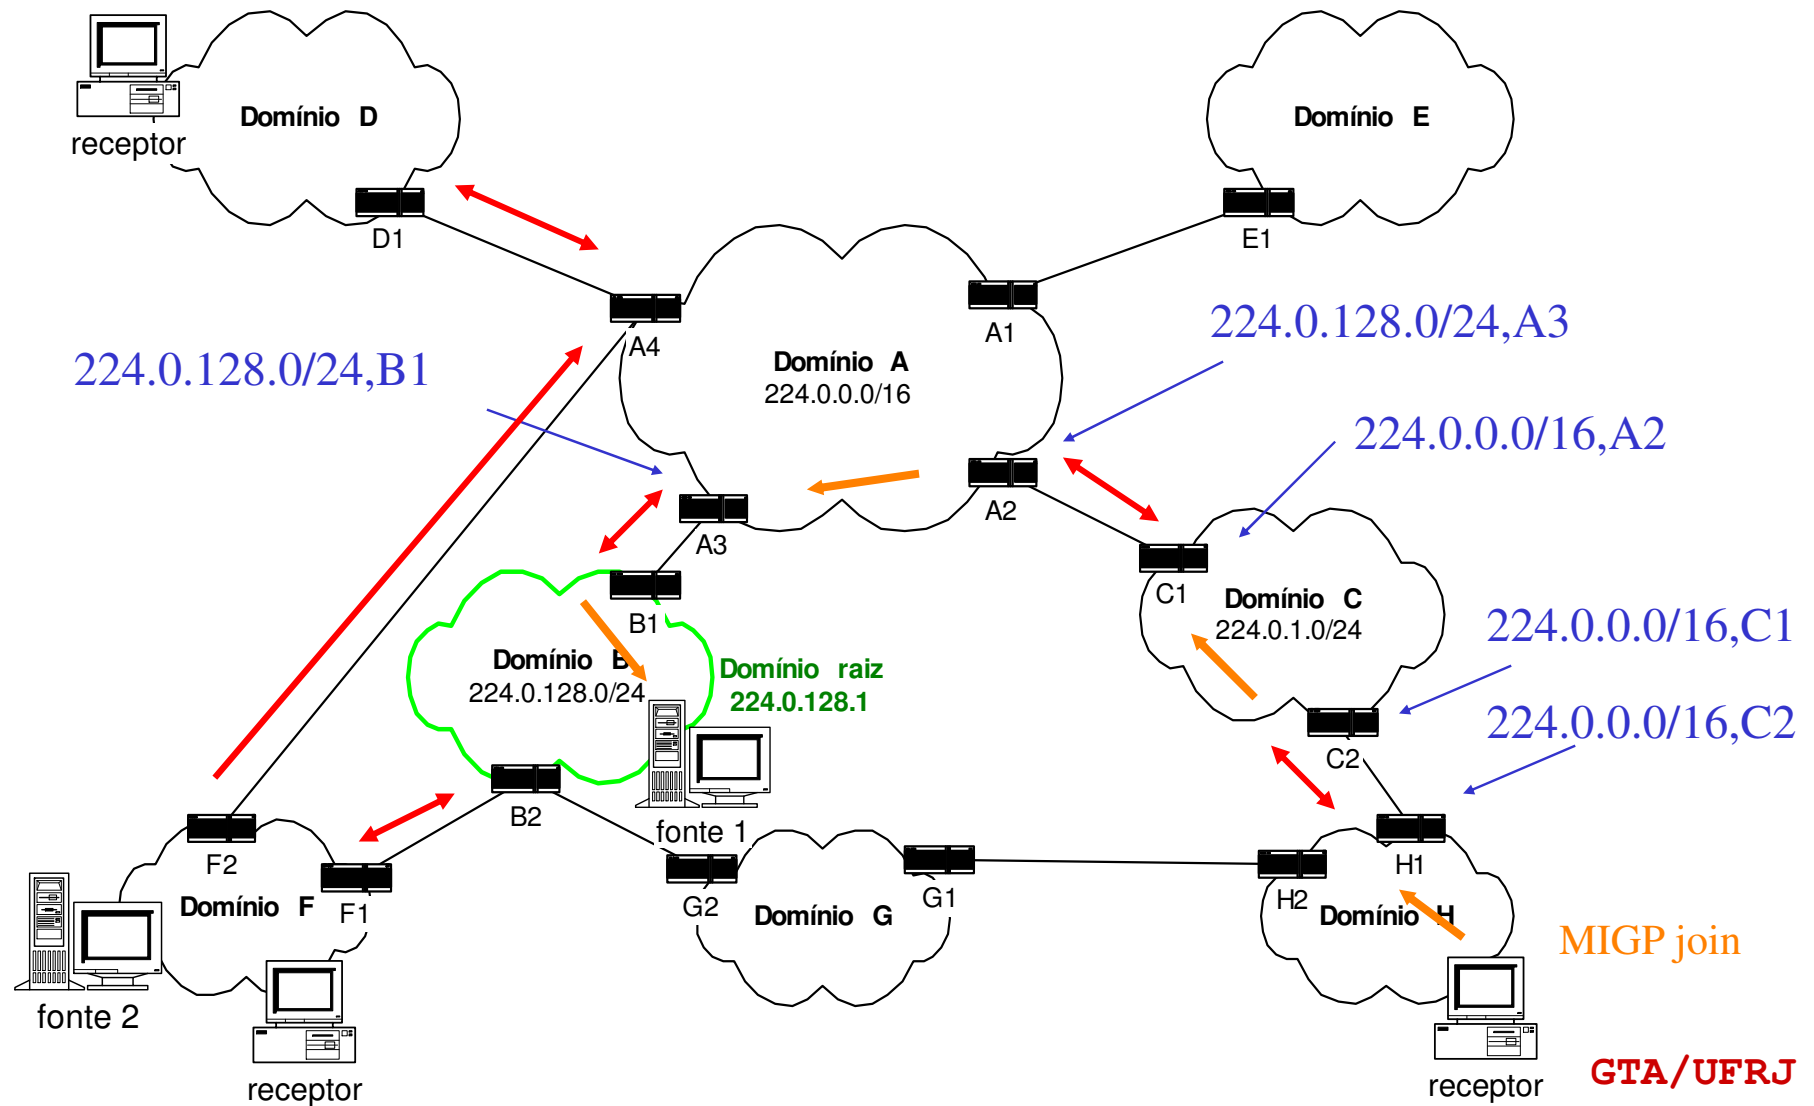 Domínio D
receptor
D1
Domínio E
E1
A4
A1
224.0.128.0/24,B1
Domínio A
224.0.0.0/16
224.0.128.0/24,A3
224.0.0.0/16,A2
A3
A2
C1
Domínio C
224.0.1.0/24
B1
Domínio B
224.0.128.0/24
Domínio raiz
224.0.128.1
224.0.0.0/16,C1
224.0.0.0/16,C2
C2
B2
fonte 1
F2
F1
Domínio F
G2
G1
Domínio G
H2
H1
Domínio H
MIGP join
fonte 2
receptor
receptor
GTA/UFRJ